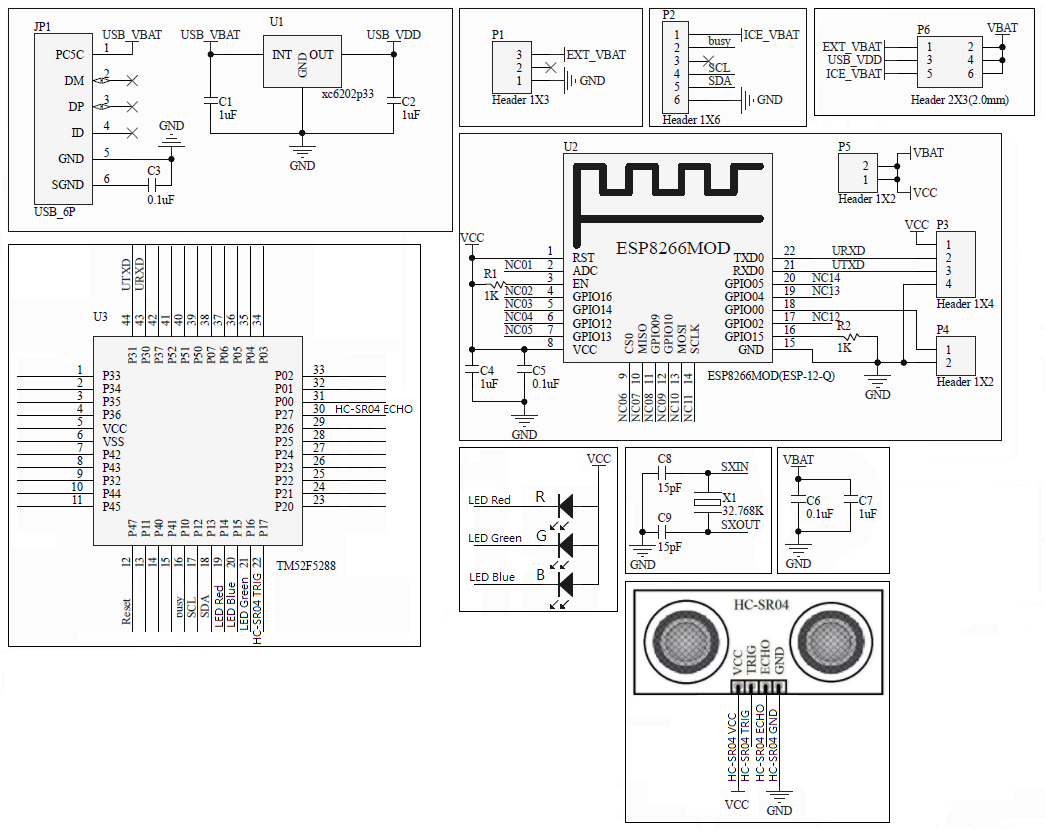 JP1
USB_VBAT
PC5C 1
DM 2
DP 3
ID 4
GND
GND 5
SGND 6
C3
0.1uF
USB_6P
U1
USB_VBAT
USB_VDD
INT OUT
GND
xc6202p33
C1
1uF
C2
1uF
GND
P1
3 EXT_VBAT
2
1 GND
Header 1X3
P2
1 ICE_VBAT
2 busy
3
4 SCL
5 SDA
6 GND
Header 1X6
P6
VBAT
EXT_VBAT 1 2
USB_VDD 3 4
ICE_VBAT 5 6
Header 2X3(2.0mm)
U2
ESP8266MOD
VCC
R1
1K
1 RST
NC01 2 ADC
3 EN
NC02 4 GPIO16
NC03 5 GPIO14
NC04 6 GPIO12
NC05 7 GPIO13
8 VCC
TXD0 22 URXD
RXD0 21 UTXD
GPIO05 20 NC14
GPIO04 19 NC13
GPIO00 18
GPIO02 17 NC12
GPIO15 16 R2
GND 15 1K
CS0
MISO
GPIO09
GPIO10
MOSI
SCLK
NC06 9
NC07 10
NC08 11
NC09 12
NC10 13
NC11 14
ESP8266MOD(ESP-12-Q)
C4
1uF
C5
0.1uF
GND
GND
P5
2 VBAT
1 VCC
Header 1X2
VCC P3
1
2
3
4
Header 1X4
P4
1
2
Header 1X2
U3
UTXD
URXD
44 43 42 41 40 39 38 37 36 35 34
P31 P30 P37 P52 P51 P50 P07 P06 P05 P04 P03
1 P33
2 P34
3 P35
4 P36
5 VCC
6 VSS
7 P42
8 P43
9 P32
10 P44
11 P45
P02 33
P01 32
P00 31
P27 30 HC-SR04 ECHO
P26 29
P25 28
P24 27
P23 26
P22 25
P21 24
P20 23
P47 P11 P40 P41 P10 P12 P13 P14 P15 P16 P17
12 13 14 15 16 17 18 19 20 21 22
Reset
busy
SCL
SDA
LED Red
LED Blue
LED Green
HC-SR04 TRIG
TM52F5288
VCC
LED Red R
LED Green G
LED Blue B
C8
15pF
SXIN
X1
32.768K
C9
15pF
SXOUT
GND
VBAT
C6
0.1uF
C7
1uF
GND
HC-SR04
VCC
TRIG
ECHO
GND
HC-SR04 VCC
HC-SR04 TRIG
HC-SR04 ECHO
HC-SR04 GND
VCC
GND